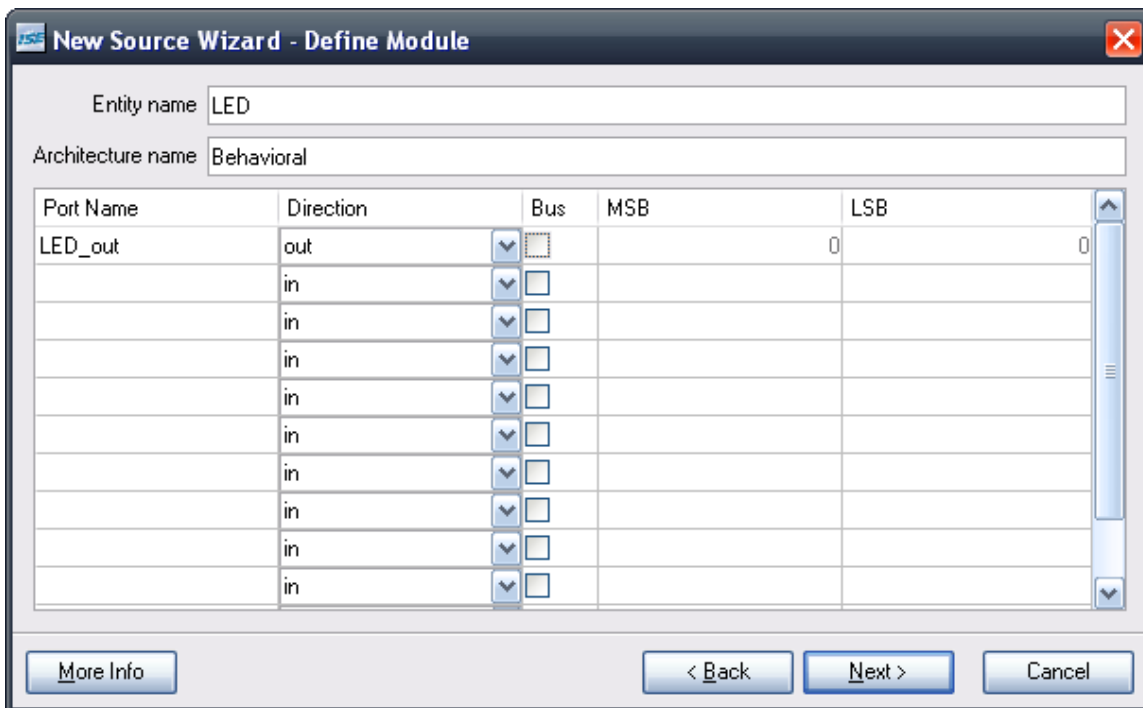 ISE New Source Wizard - Define Module
Entity name LED
Architecture name Behavioral
Port Name Direction Bus MSB LSB
LED_out out 0 0
in
in
in
in
in
in
in
in
in
More Info < Back Next > Cancel